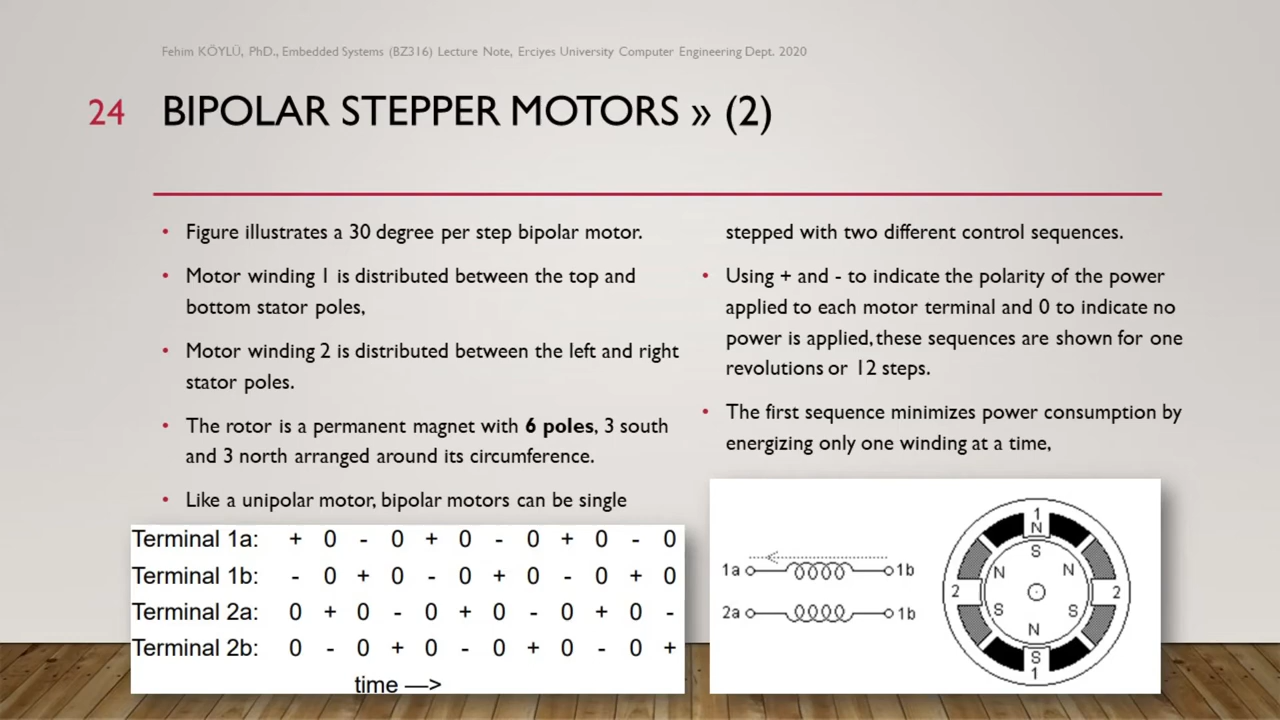 Fehim KÖYLÜ, PhD., Embedded Systems (BZ316) Lecture Note, Erciyes University Computer Engineering Dept. 2020
24
BIPOLAR STEPPER MOTORS » (2)
• Figure illustrates a 30 degree per step bipolar motor.
• Motor winding 1 is distributed between the top and
bottom stator poles,
• Motor winding 2 is distributed between the left and right
stator poles.
• The rotor is a permanent magnet with 6 poles, 3 south
and 3 north arranged around its circumference.
• Like a unipolar motor, bipolar motors can be single
stepped with two different control sequences.
• Using + and - to indicate the polarity of the power
applied to each motor terminal and 0 to indicate no
power is applied, these sequences are shown for one
revolutions or 12 steps.
• The first sequence minimizes power consumption by
energizing only one winding at a time,
Terminal 1a: + 0 - 0 + 0 - 0 + 0 - 0
Terminal 1b: - 0 + 0 - 0 + 0 - 0 + 0
Terminal 2a: 0 + 0 - 0 + 0 - 0 + 0 -
Terminal 2b: 0 - 0 + 0 - 0 + 0 - 0 +
time —>
1a 1b
2a 1b
1
N
S
N N
2 2
S S
N
S
1